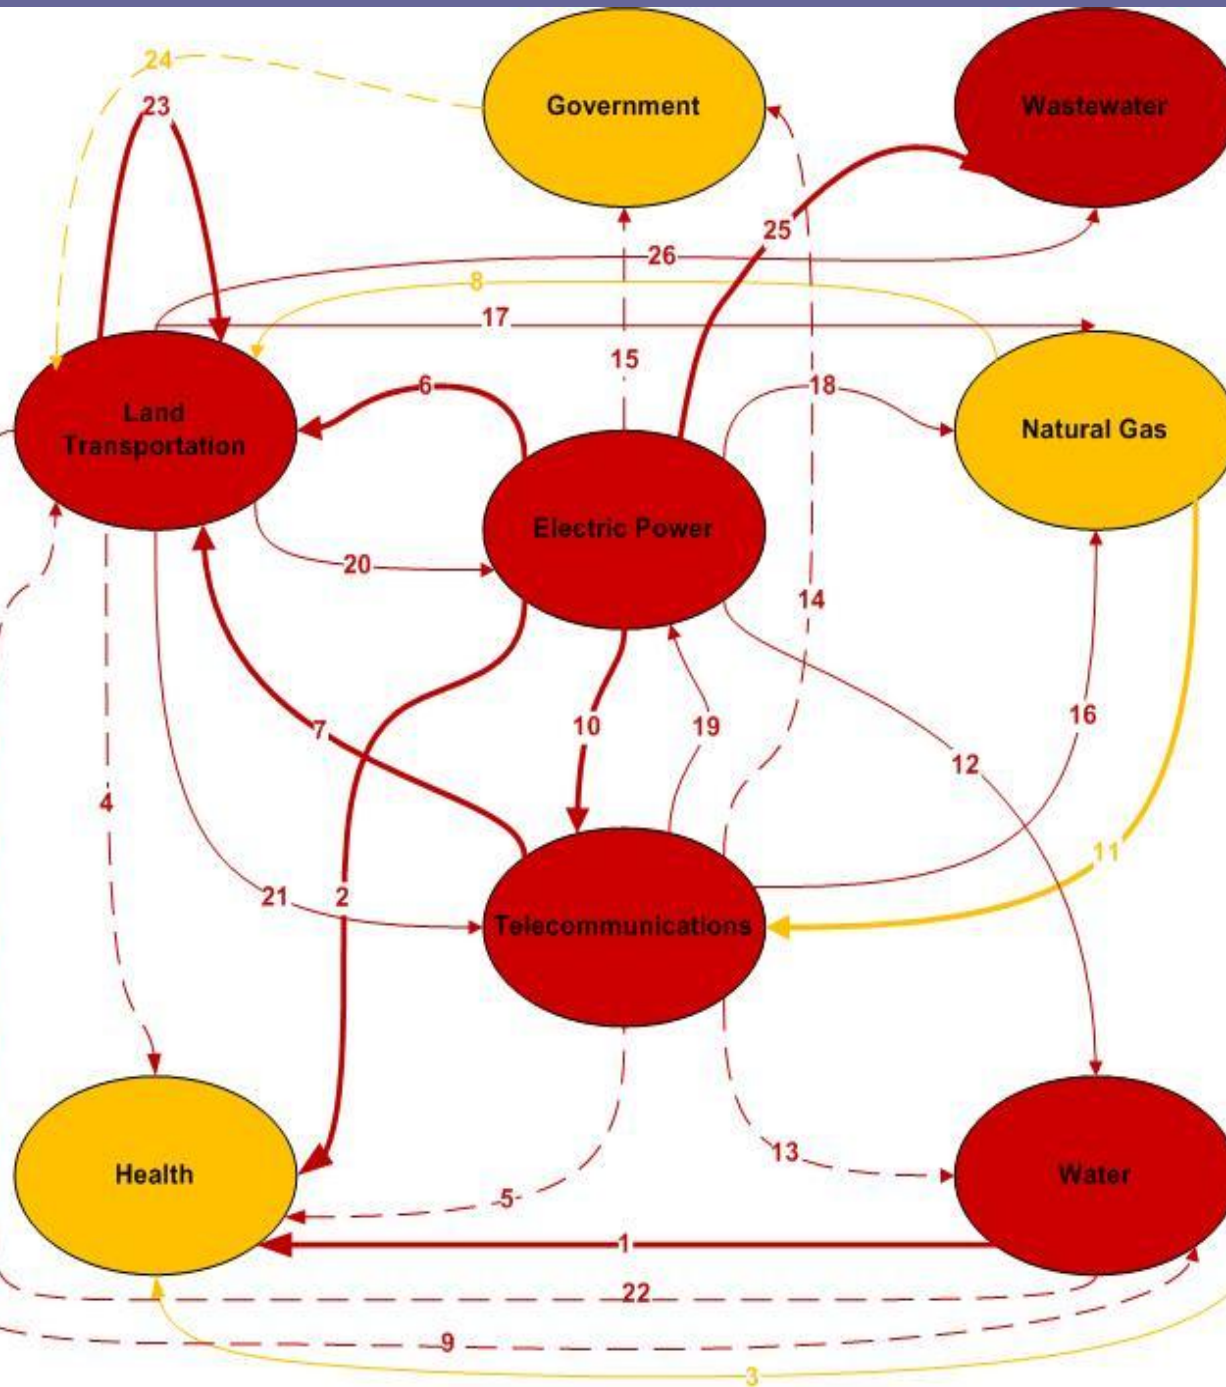 24
Government
Wastewater
23
25
26
8
17
15
6
18
Land
Transportation
Natural Gas
Electric Power
20
14
7
10
19
16
12
4
11
21
2
Telecommunications
13
Health
Water
5
1
22
9
3